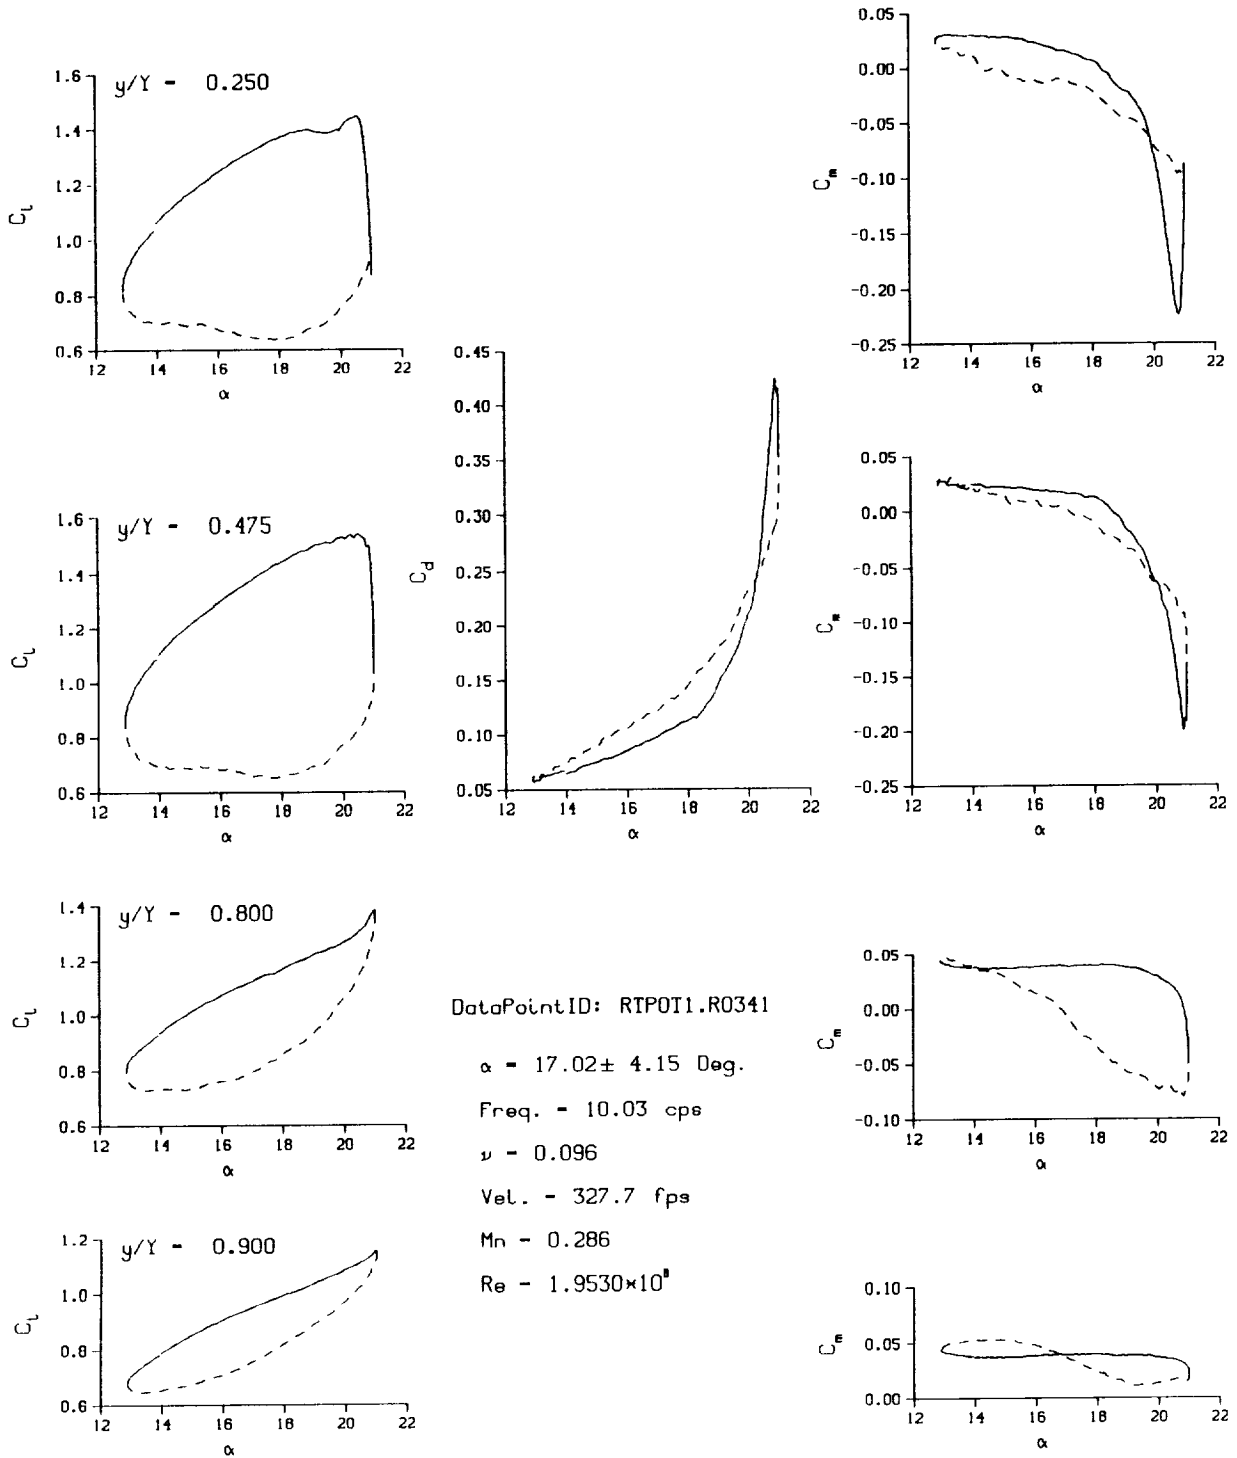 y/Y - 0.250
1.6
1.4
1.2
1.0
0.8
0.6
C_l
12 14 16 18 20 22
α
0.05
0.00
-0.05
-0.10
-0.15
-0.20
-0.25
C_m
12 14 16 18 20 22
α
0.45
0.40
0.35
0.30
0.25
0.20
0.15
0.10
0.05
C_d
12 14 16 18 20 22
α
y/Y - 0.475
1.6
1.4
1.2
1.0
0.8
0.6
C_l
12 14 16 18 20 22
α
0.05
0.00
-0.05
-0.10
-0.15
-0.20
-0.25
C_m
12 14 16 18 20 22
α
y/Y - 0.800
1.4
1.2
1.0
0.8
0.6
C_l
12 14 16 18 20 22
α
DataPointID: RTPOT1.RO341
α - 17.02± 4.15 Deg.
Freq. - 10.03 cps
ν - 0.096
Vel. - 327.7 fps
Mn - 0.286
Re - 1.9530×10
0.05
0.00
-0.05
-0.10
C_m
12 14 16 18 20 22
α
y/Y - 0.900
1.2
1.0
0.8
0.6
C_l
12 14 16 18 20 22
α
0.10
0.05
0.00
C_m
12 14 16 18 20 22
α